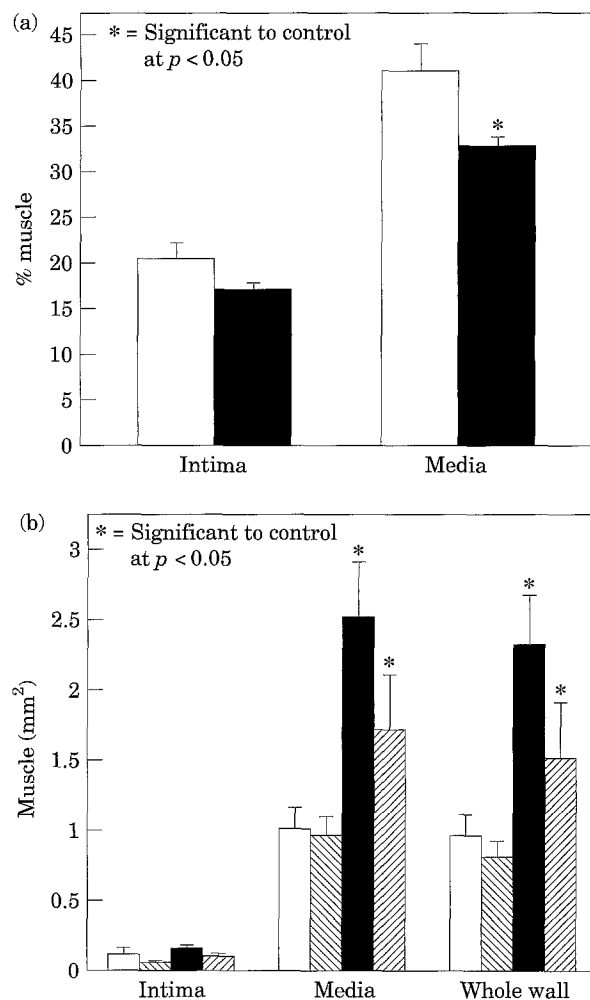 (a)
* = Significant to control
at p < 0.05
45
40
35
30
25
20
15
10
5
0
% muscle
*
Intima
Media
(b)
* = Significant to control
at p < 0.05
3
2.5
2
1.5
1
0.5
0
Muscle (mm²)
*
*
*
*
Intima
Media
Whole wall